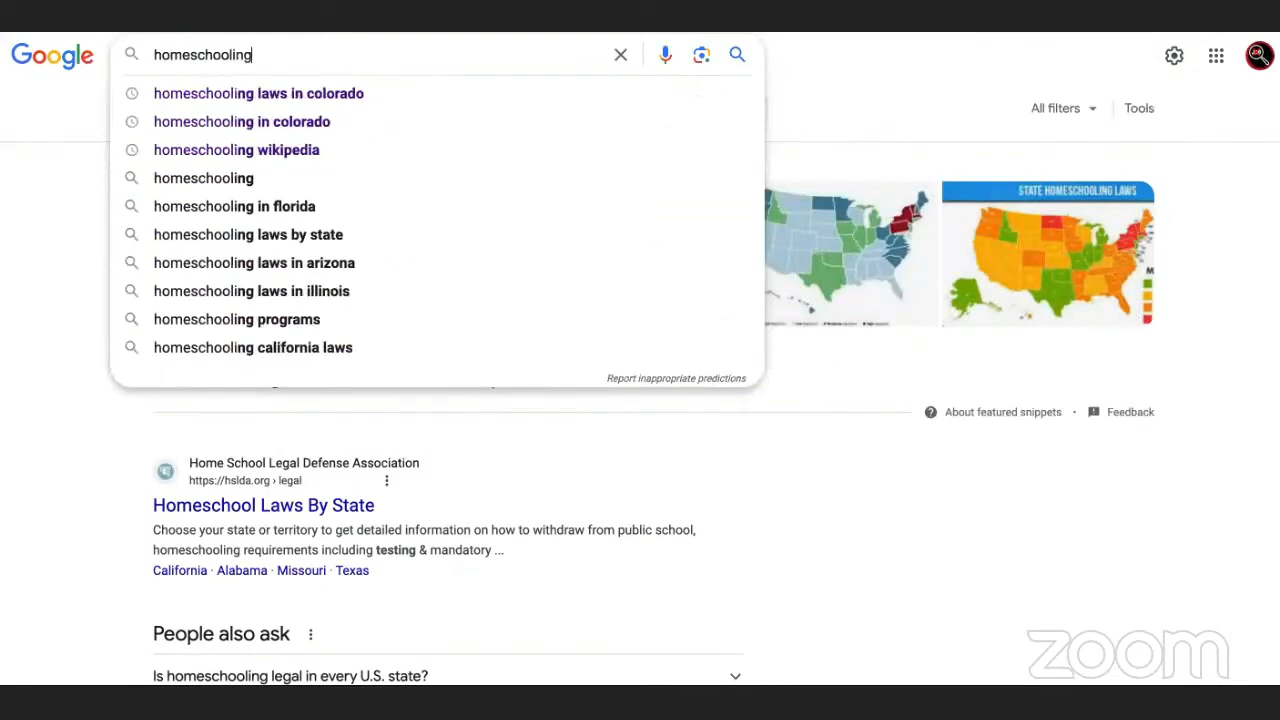 Google
homeschooling
homeschooling laws in colorado
homeschooling in colorado
homeschooling wikipedia
homeschooling
homeschooling in florida
homeschooling laws by state
homeschooling laws in arizona
homeschooling laws in illinois
homeschooling programs
homeschooling california laws
Report inappropriate predictions
All filters
Tools
STATE HOMESCHOOLING LAWS
About featured snippets · Feedback
Home School Legal Defense Association
https://hslda.org › legal
Homeschool Laws By State
Choose your state or territory to get detailed information on how to withdraw from public school,
homeschooling requirements including testing & mandatory ...
California · Alabama · Missouri · Texas
People also ask
Is homeschooling legal in every U.S. state?
zoom